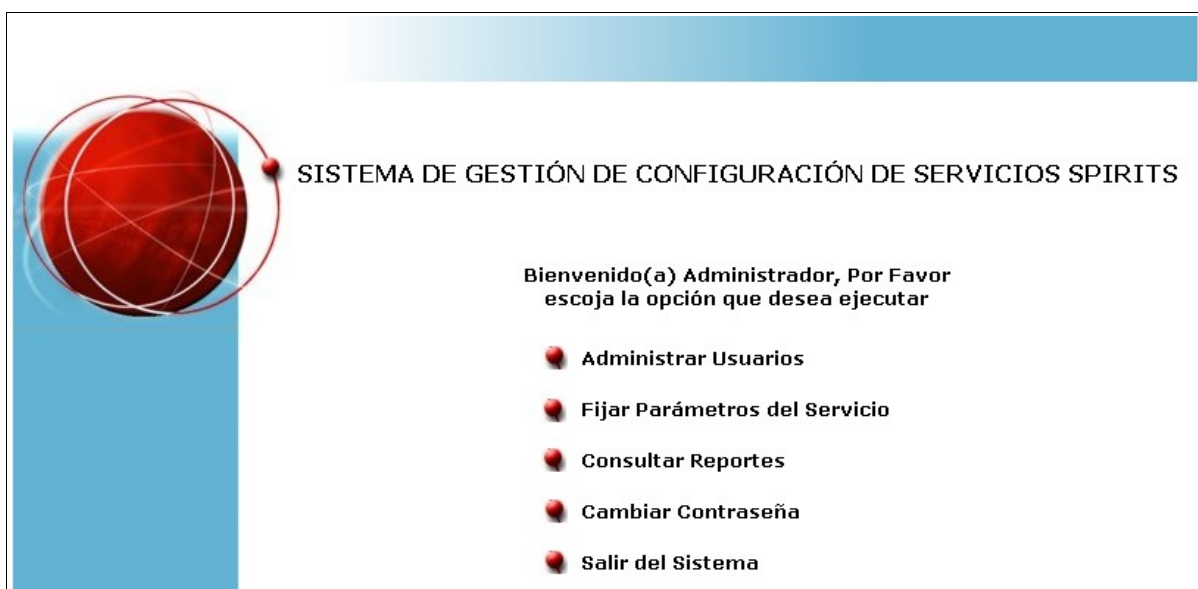 SISTEMA DE GESTIÓN DE CONFIGURACIÓN DE SERVICIOS SPIRITS
Bienvenido(a) Administrador, Por Favor
escoja la opción que desea ejecutar
Administrar Usuarios
Fijar Parámetros del Servicio
Consultar Reportes
Cambiar Contraseña
Salir del Sistema